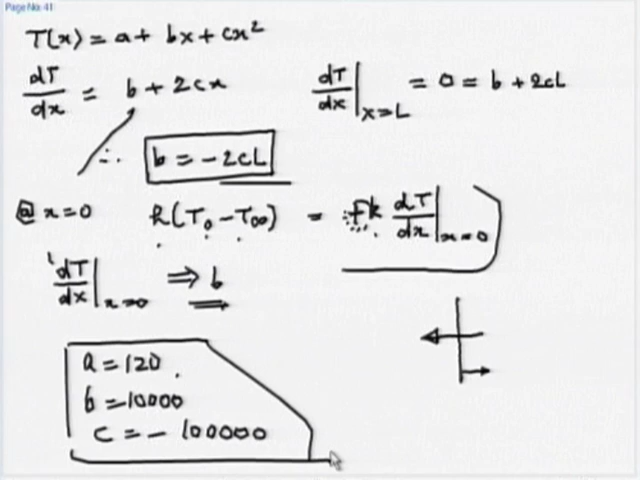 Page No: 41
T(x) = a + bx + cx²
dT/dx = b + 2cx    dT/dx |x=L = 0 = b + 2cL
∴ b = -2cL
@ x=0  h(T₀ - T∞) = +k dT/dx |x=0
dT/dx |x=0 ⇒ b
a = 120
b = 10000
c = - 100000